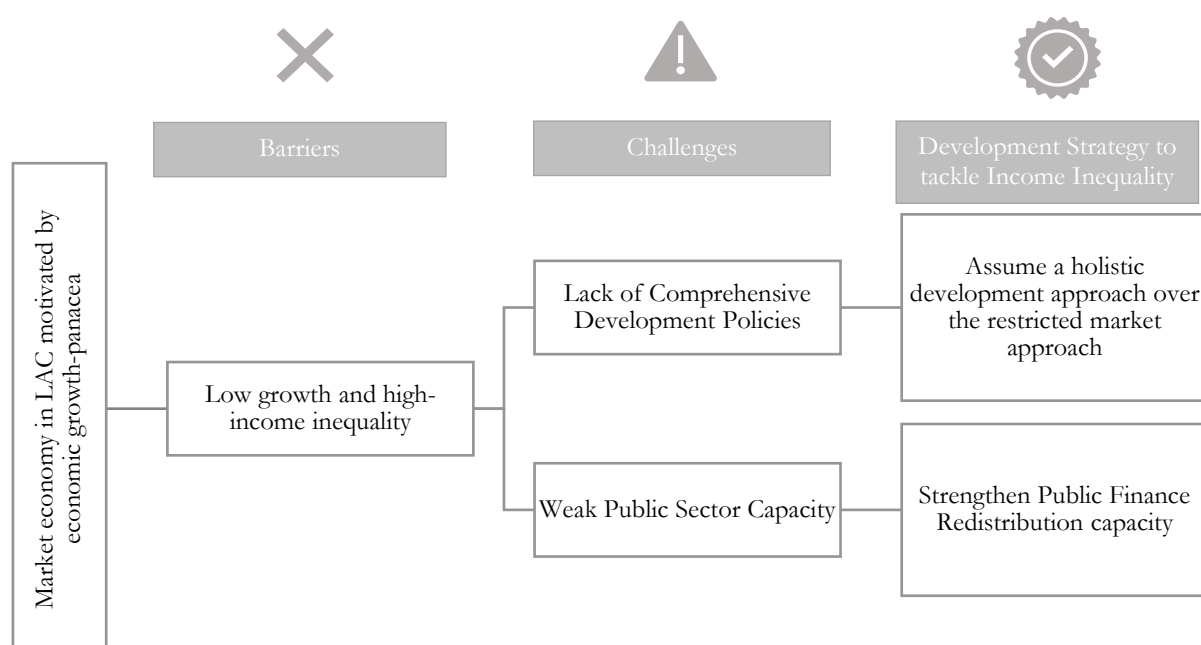 Barriers
Challenges
Development Strategy to
tackle Income Inequality
Market economy in LAC motivated by
economic growth-panacea
Low growth and high-
income inequality
Lack of Comprehensive
Development Policies
Assume a holistic
development approach over
the restricted market
approach
Weak Public Sector Capacity
Strengthen Public Finance
Redistribution capacity